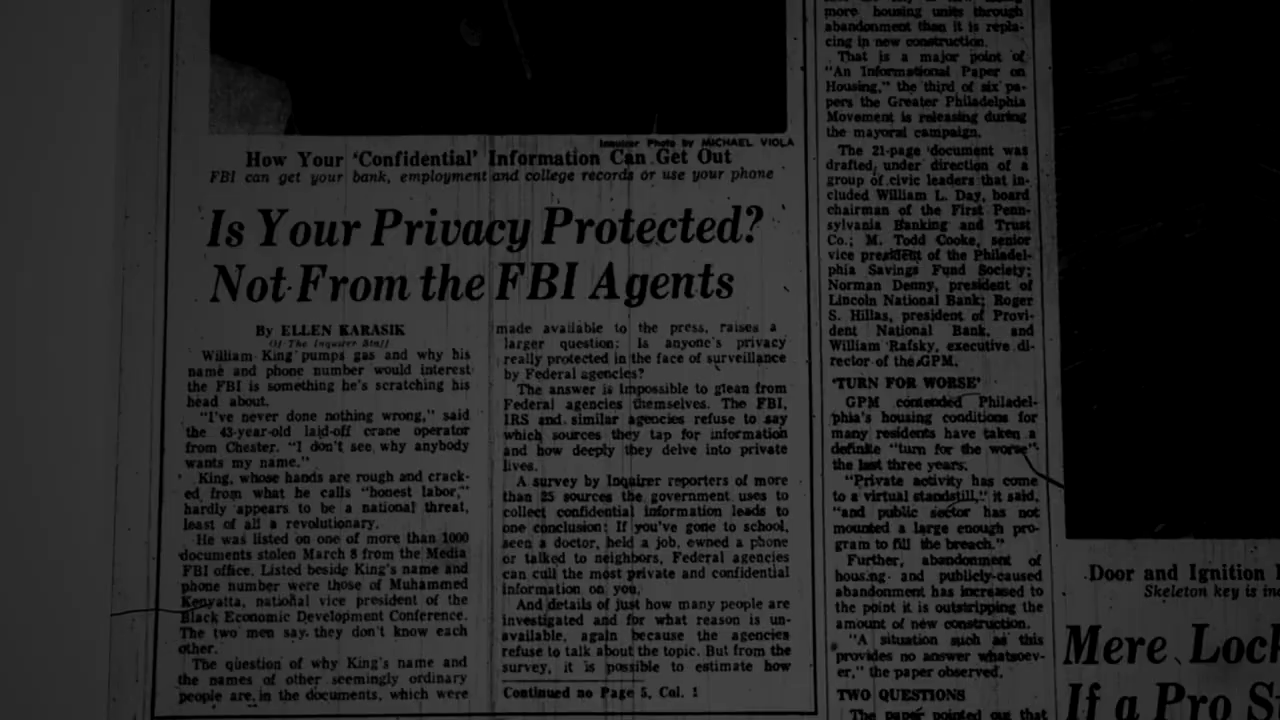 Inquirer Photo by MICHAEL VIOLA
How Your 'Confidential' Information Can Get Out
FBI can get your bank, employment and college records or use your phone
Is Your Privacy Protected?
Not From the FBI Agents
By ELLEN KARASIK
Of The Inquirer Staff
William King pumps gas and why his
name and phone number would interest
the FBI is something he's scratching his
head about.
"I've never done nothing wrong," said
the 43-year-old laid-off crane operator
from Chester. "I don't see why anybody
wants my name."
King, whose hands are rough and crack-
ed from what he calls "honest labor,"
hardly appears to be a national threat,
least of all a revolutionary.
He was listed on one of more than 1000
documents stolen March 8 from the Media
FBI office. Listed beside King's name and
phone number were those of Muhammed
Kenyatta, national vice president of the
Black Economic Development Conference.
The two men say they don't know each
other.
The question of why King's name and
the names of other seemingly ordinary
people are in the documents, which were
made available to the press, raises a
larger question: Is anyone's privacy
really protected in the face of surveillance
by Federal agencies?
The answer is impossible to glean from
Federal agencies themselves. The FBI,
IRS and similar agencies refuse to say
which sources they tap for information
and how deeply they delve into private
lives.
A survey by Inquirer reporters of more
than 25 sources the government uses to
collect confidential information leads to
one conclusion: If you've gone to school,
seen a doctor, held a job, owned a phone
or talked to neighbors, Federal agencies
can cull the most private and confidential
information on you.
And details of just how many people are
investigated and for what reason is un-
available, again because the agencies
refuse to talk about the topic. But from the
survey, it is possible to estimate how
Continued no Page 5, Col. 1
more housing units through
abandonment than it is repla-
cing in new construction.
That is a major point of
"An Informational Paper on
Housing," the third of six pa-
pers the Greater Philadelphia
Movement is releasing during
the mayoral campaign.
The 21-page document was
drafted under direction of a
group of civic leaders that in-
cluded William L. Day, board
chairman of the First Penn-
sylvania Banking and Trust
Co.; M. Todd Cooke, senior
vice president of the Philadel-
phia Savings Fund Society;
Norman Denny, president of
Lincoln National Bank; Roger
S. Hillas, president of Provi-
dent National Bank, and
William Rafsky, executive di-
rector of the GPM.
'TURN FOR WORSE'
GPM contended Philadel-
phia's housing conditions for
many residents have taken a
definite "turn for the worse"
the last three years.
"Private activity has come
to a virtual standstill," it said,
"and public sector has not
mounted a large enough pro-
gram to fill the breach."
Further, abandonment of
housing and publicly-caused
abandonment has increased to
the point it is outstripping the
amount of new construction.
"A situation such as this
provides no answer whatsoev-
er," the paper observed.
TWO QUESTIONS
The paper pointed out that
Door and Ignition
Skeleton key is
Mere Lock
If a Pro